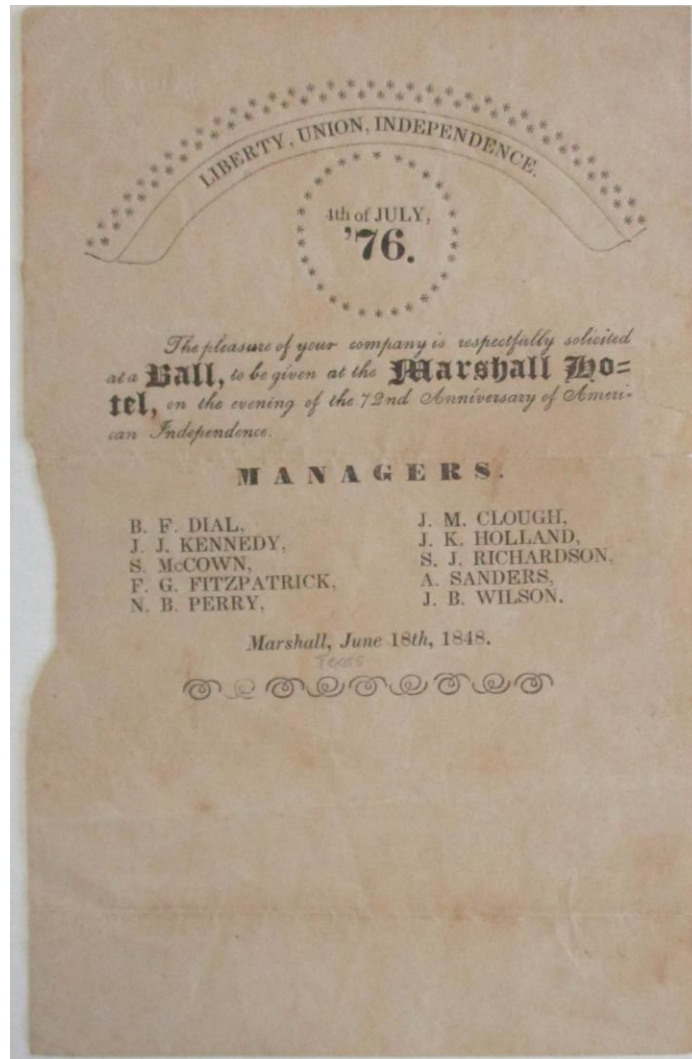 LIBERTY, UNION, INDEPENDENCE.
4th of JULY,
'76.
The pleasure of your company is respectfully solicited
at a Ball, to be given at the Marshall Ho=
tel, on the evening of the 72nd Anniversary of Ameri-
can Independence.
MANAGERS.
B. F. DIAL,
J. J. KENNEDY,
S. McCOWN,
F. G. FITZPATRICK,
N. B. PERRY,
J. M. CLOUGH,
J. K. HOLLAND,
S. J. RICHARDSON,
A. SANDERS,
J. B. WILSON.
Marshall, June 18th, 1848.
Texas